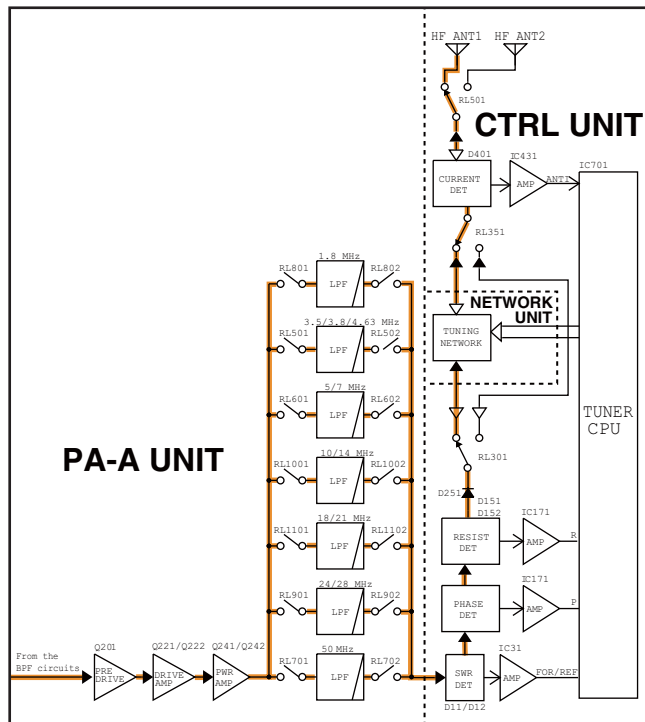 HF ANT1
HF ANT2
RL501
CTRL UNIT
D401
IC431
IC701
CURRENT DET
AMP
ANTI
RL351
1.8 MHz
RL801
LPF
RL802
NETWORK UNIT
3.5/3.8/4.63 MHz
RL501
LPF
RL502
TUNING NETWORK
5/7 MHz
RL601
LPF
RL602
TUNER CPU
PA-A UNIT
RL301
10/14 MHz
RL1001
LPF
RL1002
D251
D151
D152
IC171
18/21 MHz
RL1101
LPF
RL1102
RESIST DET
AMP
R
24/28 MHz
RL901
LPF
RL902
IC171
PHASE DET
AMP
P
From the BPF circuits
Q201
Q221/Q222
Q241/Q242
PRE DRIVE
DRIVE AMP
PWR AMP
50 MHz
RL701
LPF
RL702
IC31
SWR DET
AMP
FOR/REF
D11/D12